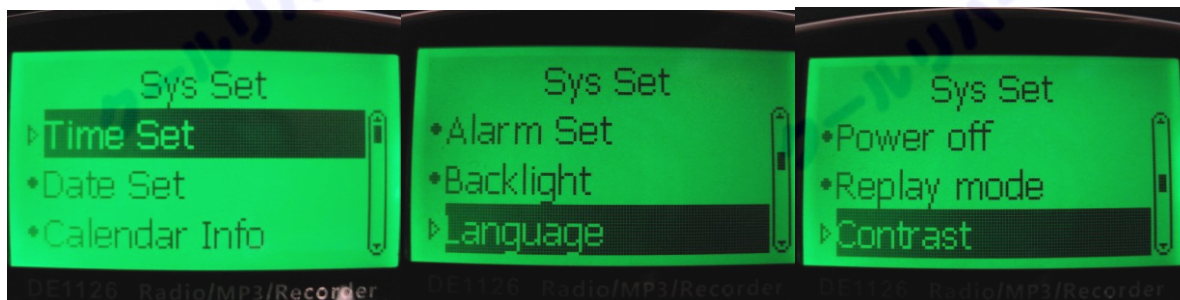 Sys Set
Time Set
Date Set
Calendar Info
DE1126 Radio/MP3/Recorder
Sys Set
Alarm Set
Backlight
Language
DE1126 Radio/MP3/Recorder
Sys Set
Power off
Replay mode
Contrast
DE1126 Radio/MP3/Recorder